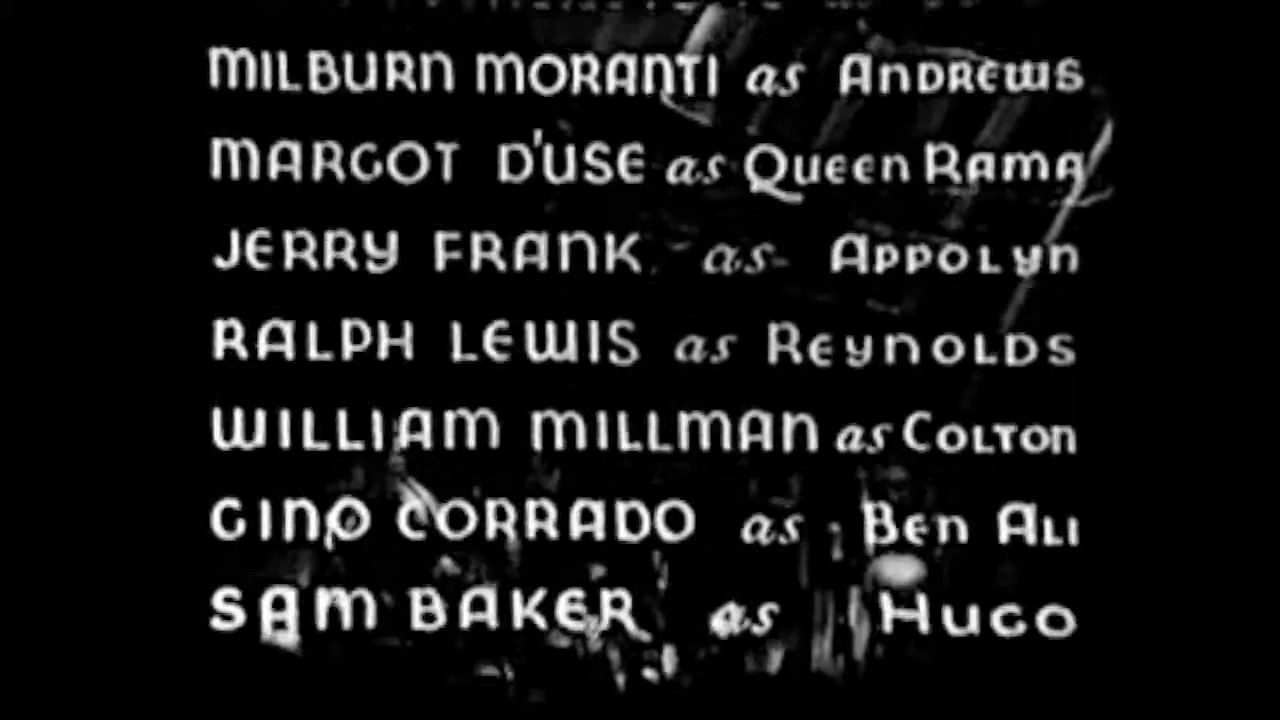 MILBURN MORANTI as ANDREWS
MARGOT D'USE as Queen Rama
JERRY FRANK as APPOLYN
RALPH LEWIS as REYNOLDS
WILLIAM MILLMAN as COLTON
GINO CORRADO as BEN ALI
SAM BAKER as HUGO